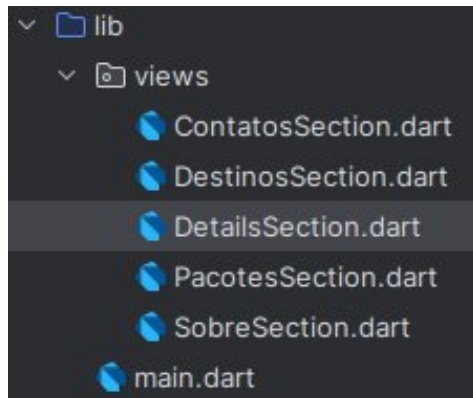 lib
views
ContatosSection.dart
DestinosSection.dart
DetailsSection.dart
PacotesSection.dart
SobreSection.dart
main.dart